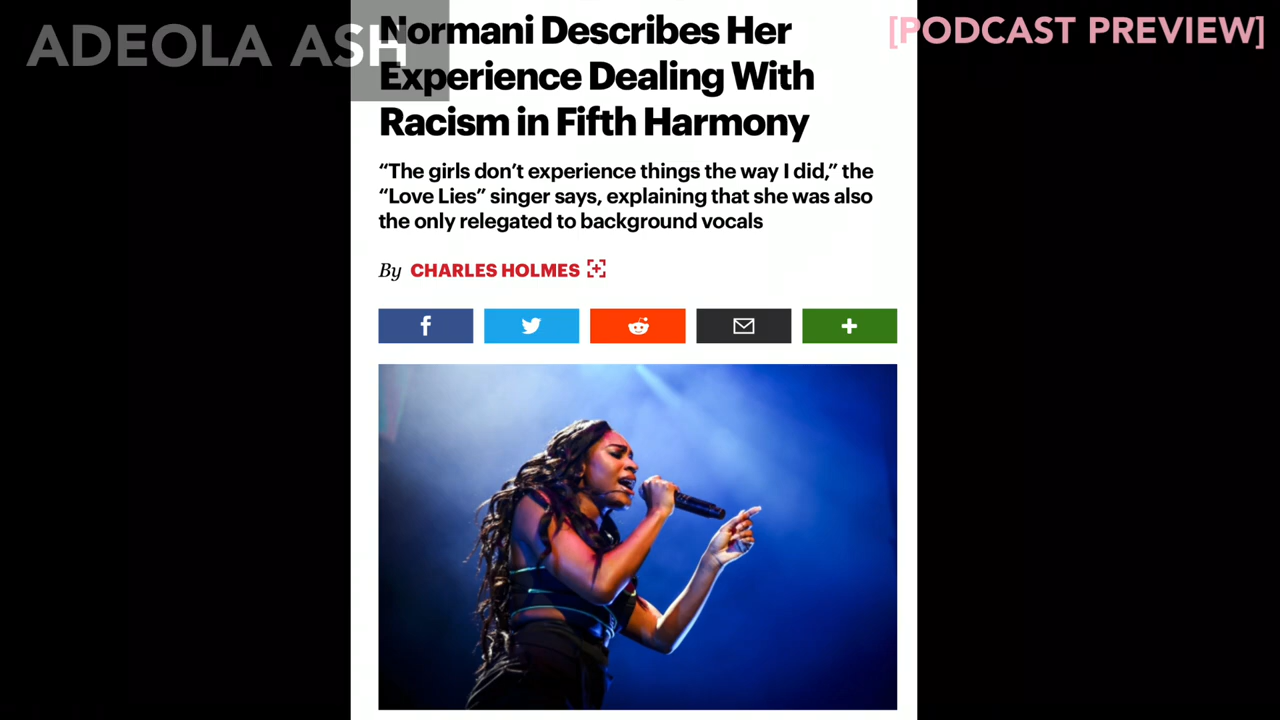 ADEOLA ASH
[PODCAST PREVIEW]
Normani Describes Her
Experience Dealing With
Racism in Fifth Harmony
“The girls don’t experience things the way I did,” the
“Love Lies” singer says, explaining that she was also
the only relegated to background vocals
By CHARLES HOLMES